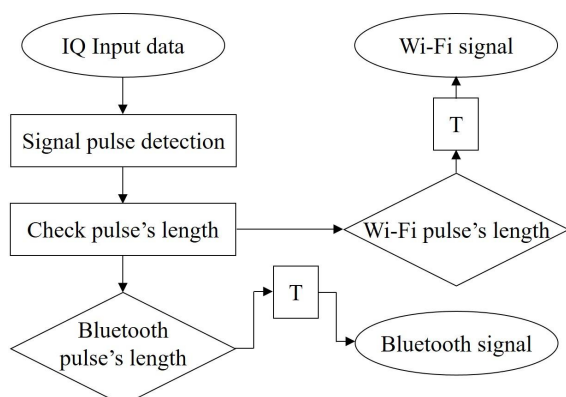 IQ Input data
Wi-Fi signal
T
Signal pulse detection
Check pulse's length
Wi-Fi pulse's length
T
Bluetooth
pulse's length
Bluetooth signal